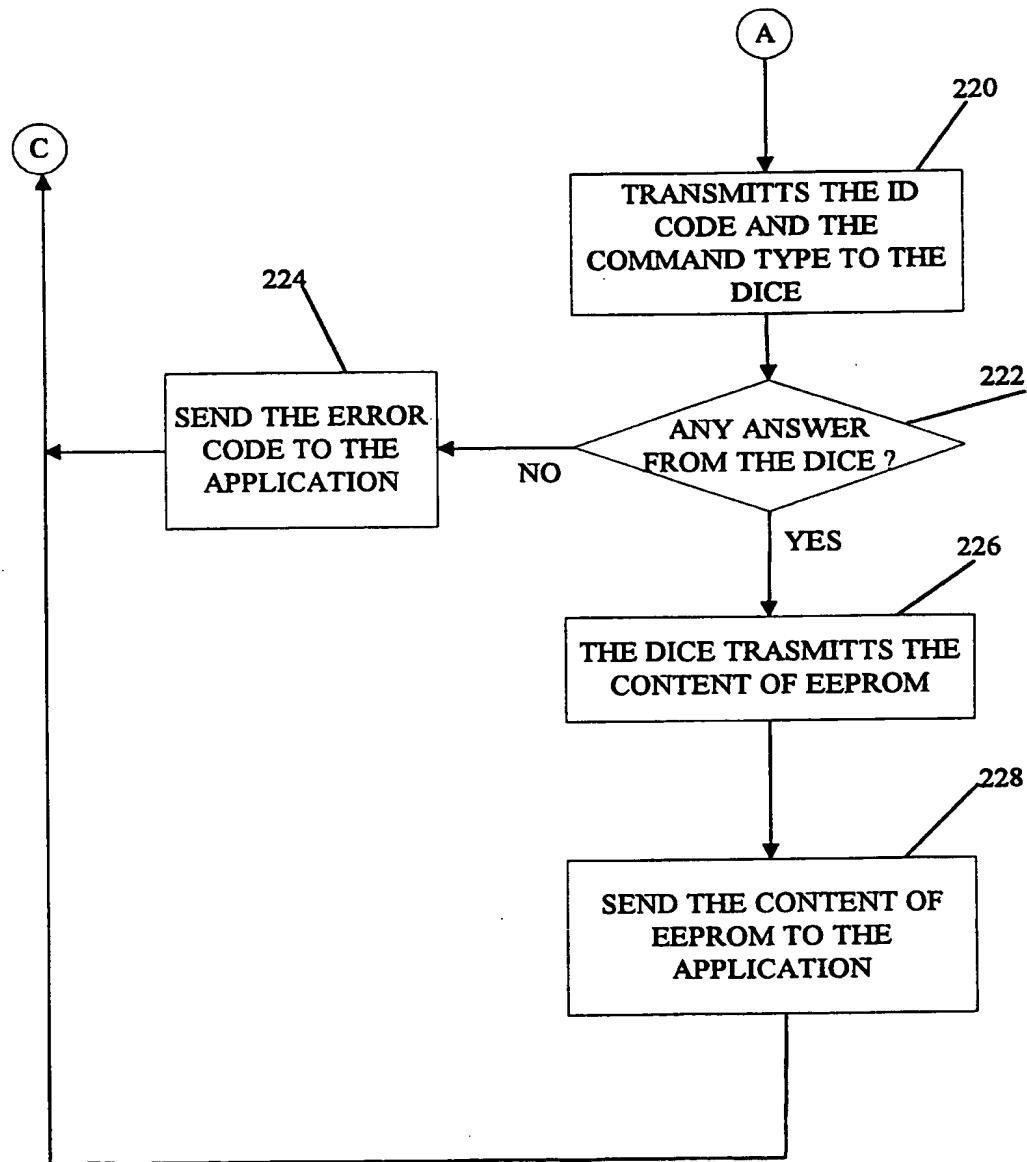 A
220
C
TRANSMITTS THE ID
CODE AND THE
COMMAND TYPE TO THE
DICE
224
222
SEND THE ERROR
CODE TO THE
APPLICATION
ANY ANSWER
FROM THE DICE ?
NO
YES
226
THE DICE TRASMITTS THE
CONTENT OF EEPROM
228
SEND THE CONTENT OF
EEPROM TO THE
APPLICATION